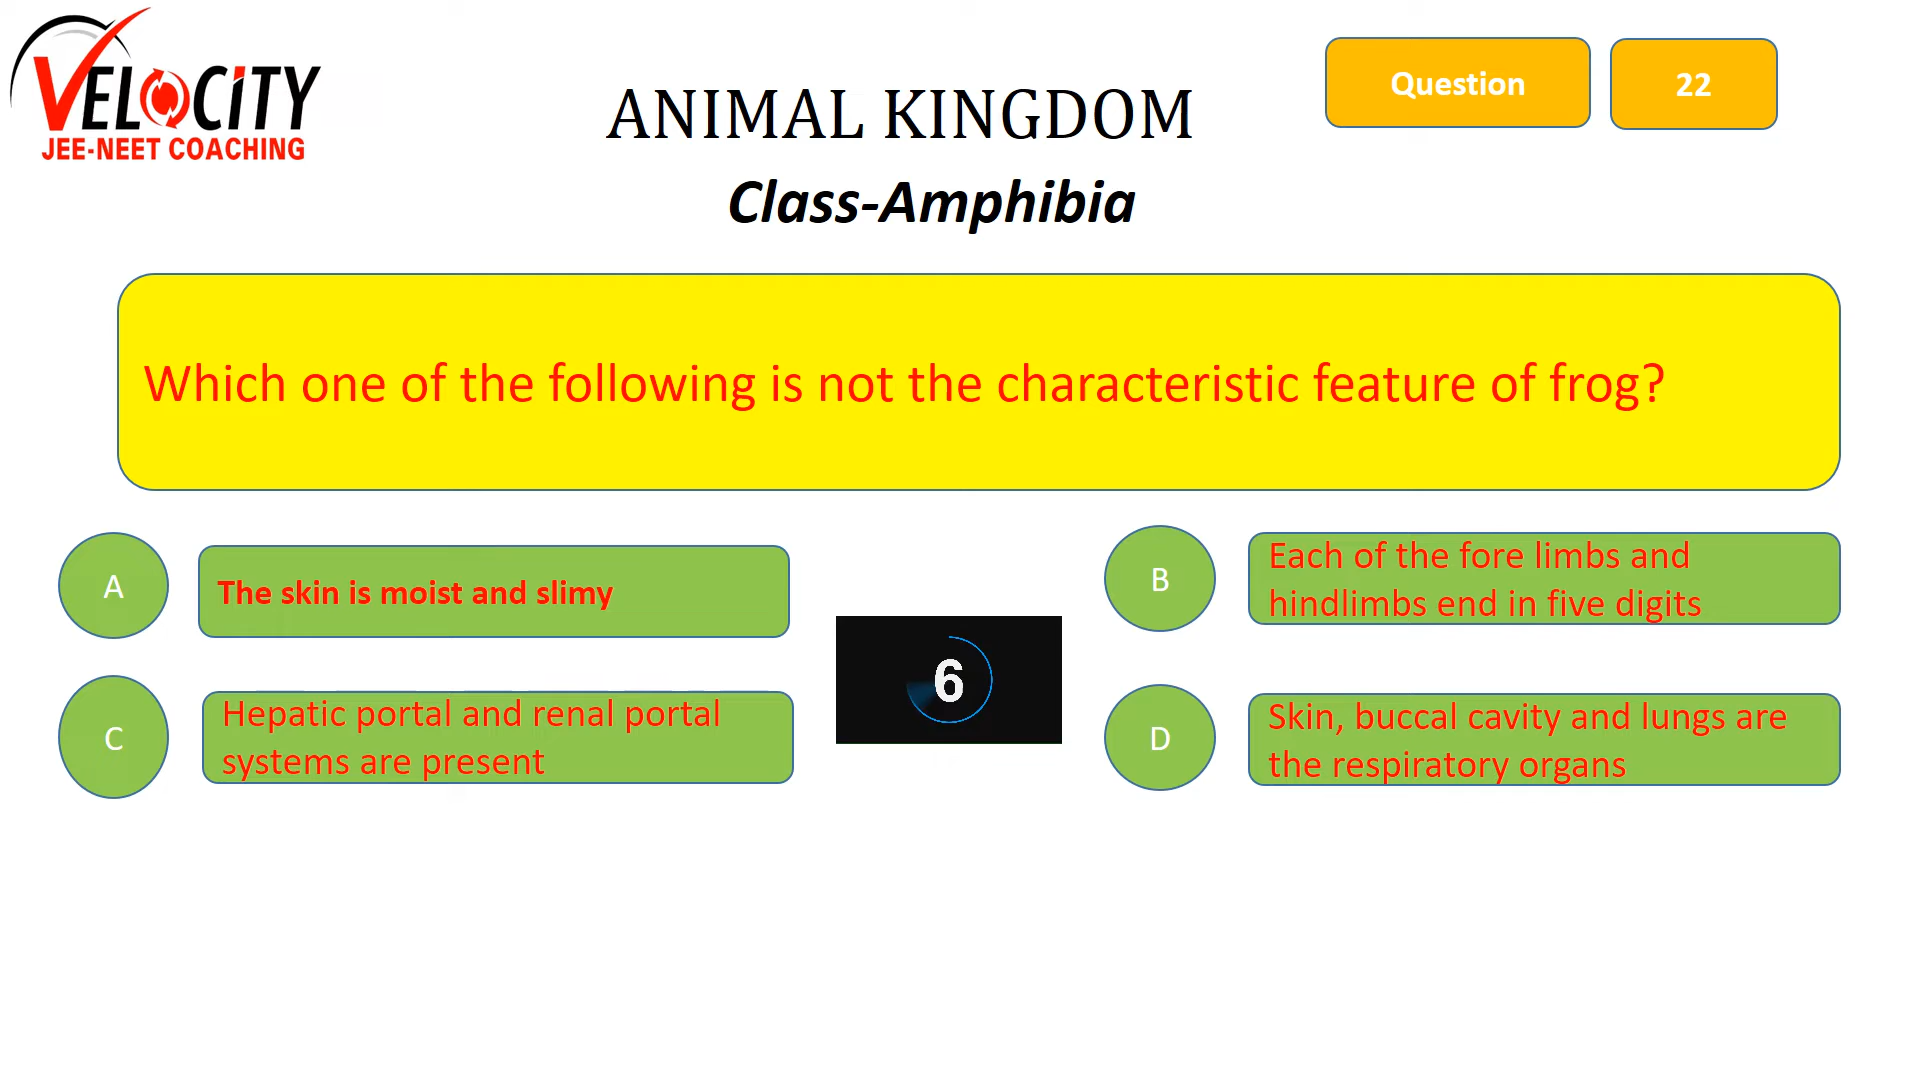 VELOCITY
JEE-NEET COACHING
ANIMAL KINGDOM
Class-Amphibia
Question
22
Which one of the following is not the characteristic feature of frog?
A
The skin is moist and slimy
B
Each of the fore limbs and
hindlimbs end in five digits
6
C
Hepatic portal and renal portal
systems are present
D
Skin, buccal cavity and lungs are
the respiratory organs